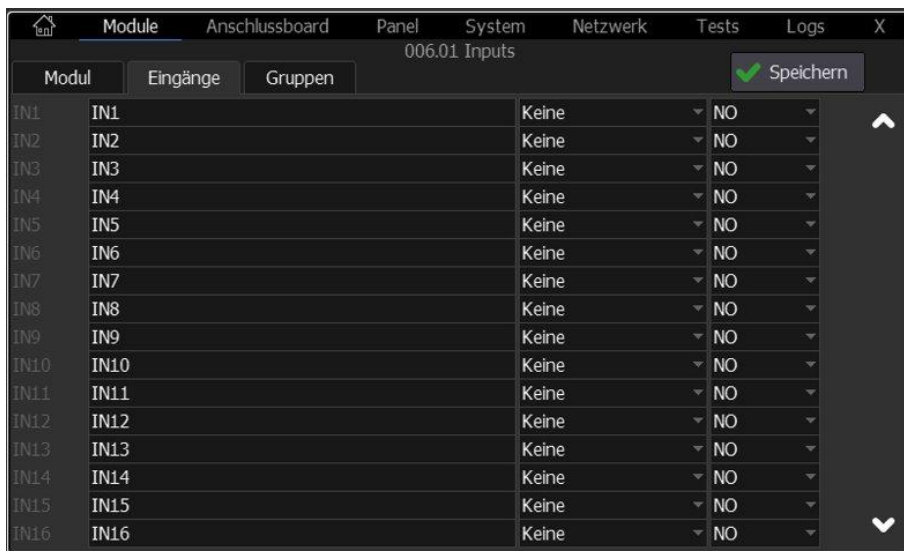 Module Anschlussboard Panel System Netzwerk Tests Logs X
006.01 Inputs
Modul Eingänge Gruppen Speichern
IN1 IN1 Keine NO
IN2 IN2 Keine NO
IN3 IN3 Keine NO
IN4 IN4 Keine NO
IN5 IN5 Keine NO
IN6 IN6 Keine NO
IN7 IN7 Keine NO
IN8 IN8 Keine NO
IN9 IN9 Keine NO
IN10 IN10 Keine NO
IN11 IN11 Keine NO
IN12 IN12 Keine NO
IN13 IN13 Keine NO
IN14 IN14 Keine NO
IN15 IN15 Keine NO
IN16 IN16 Keine NO